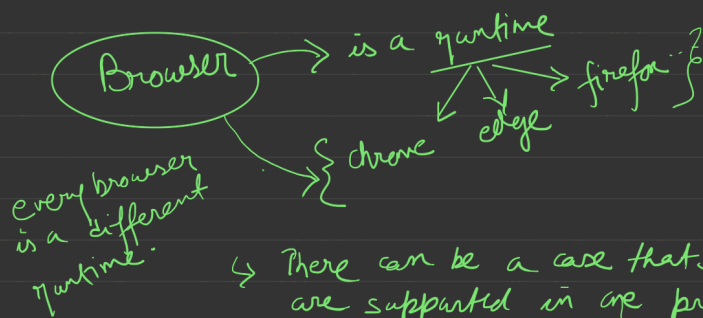 Browser
is a runtime
{ chrome
edge
firefox .. }
every browser
is a different
runtime.
↳ There can be a case that
are supported in one